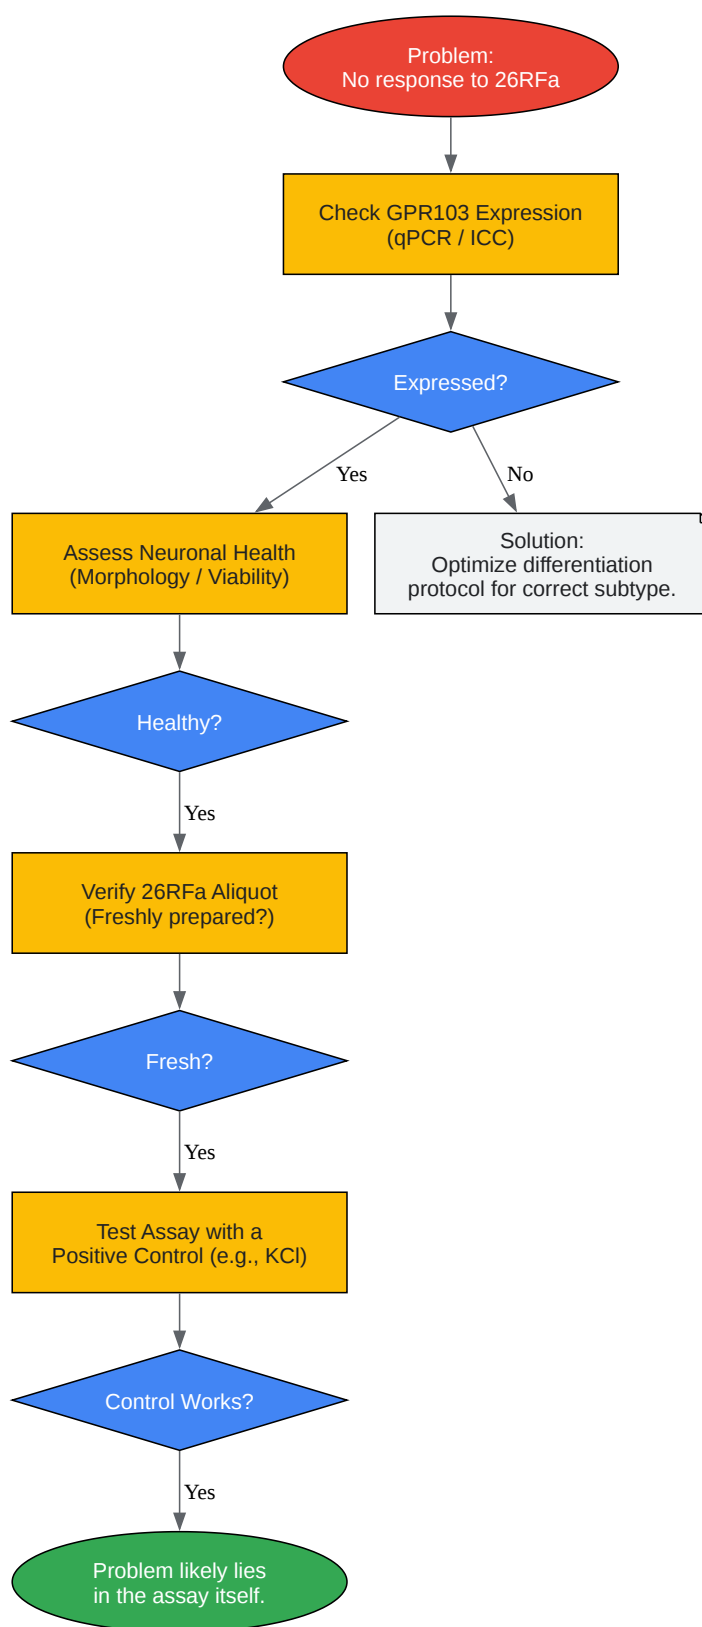 Problem:
No response to 26RFa
Check GPR103 Expression
(qPCR / ICC)
Expressed?
Yes
No
Assess Neuronal Health
(Morphology / Viability)
Solution:
Optimize differentiation
protocol for correct subtype.
Healthy?
Yes
Verify 26RFa Aliquot
(Freshly prepared?)
Fresh?
Yes
Test Assay with a
Positive Control (e.g., KCl)
Control Works?
Yes
Problem likely lies
in the assay itself.